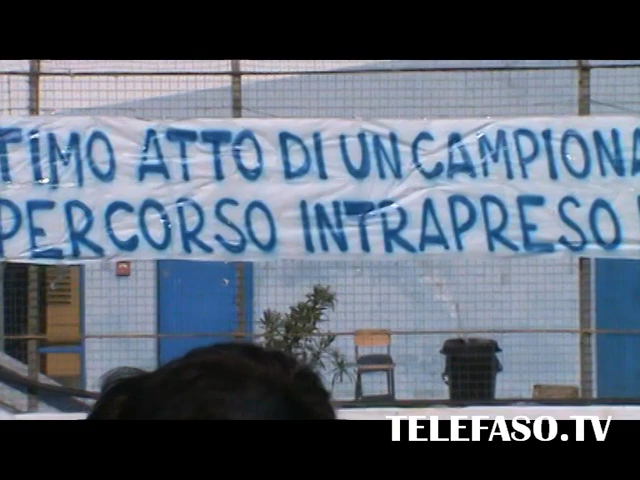 TIMO ATTO DI UN CAMPIONA
PERCORSO INTRAPRESO
TELEFASO.TV